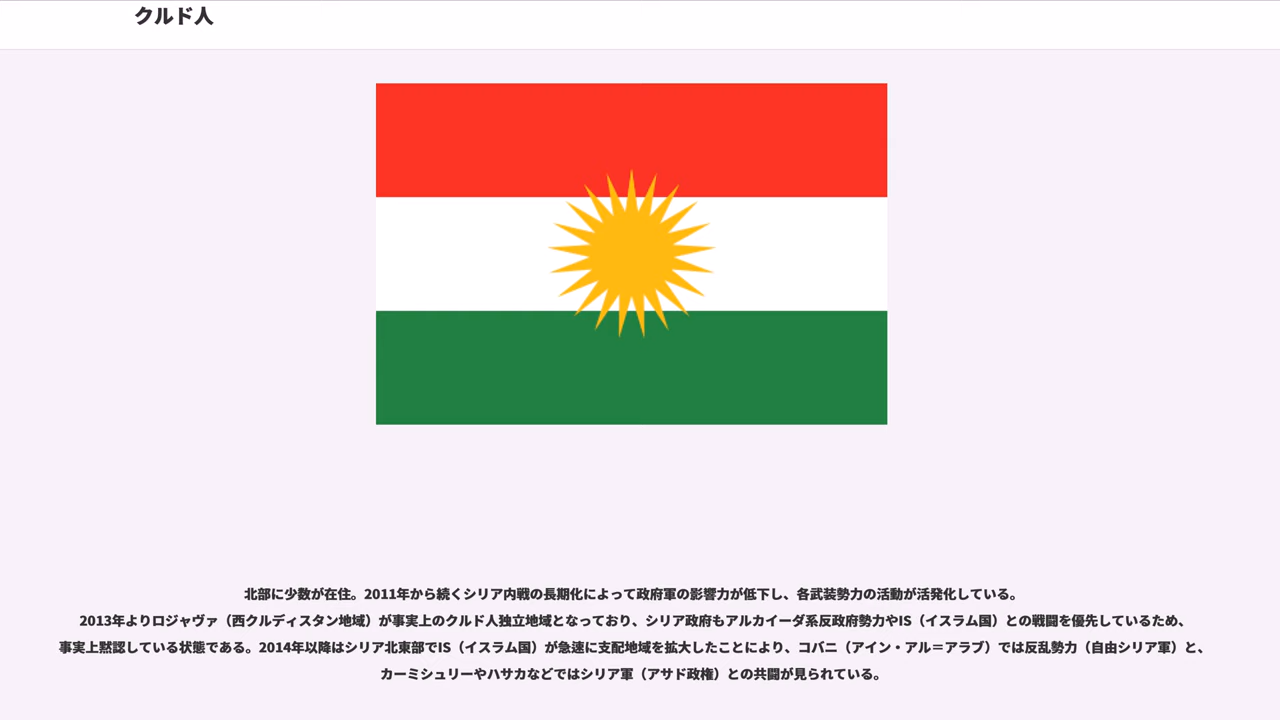 クルド人
北部に少数が在住。2011年から続くシリア内戦の長期化によって政府軍の影響力が低下し、各武装勢力の活動が活発化している。
2013年よりロジャヴァ（西クルディスタン地域）が事実上のクルド人独立地域となっており、シリア政府もアルカイーダ系反政府勢力やIS（イスラム国）との戦闘を優先しているため、
事実上黙認している状態である。2014年以降はシリア北東部でIS（イスラム国）が急速に支配地域を拡大したことにより、コバニ（アイン・アル＝アラブ）では反乱勢力（自由シリア軍）と、
カーミシュリーやハサカなどではシリア軍（アサド政権）との共闘が見られている。